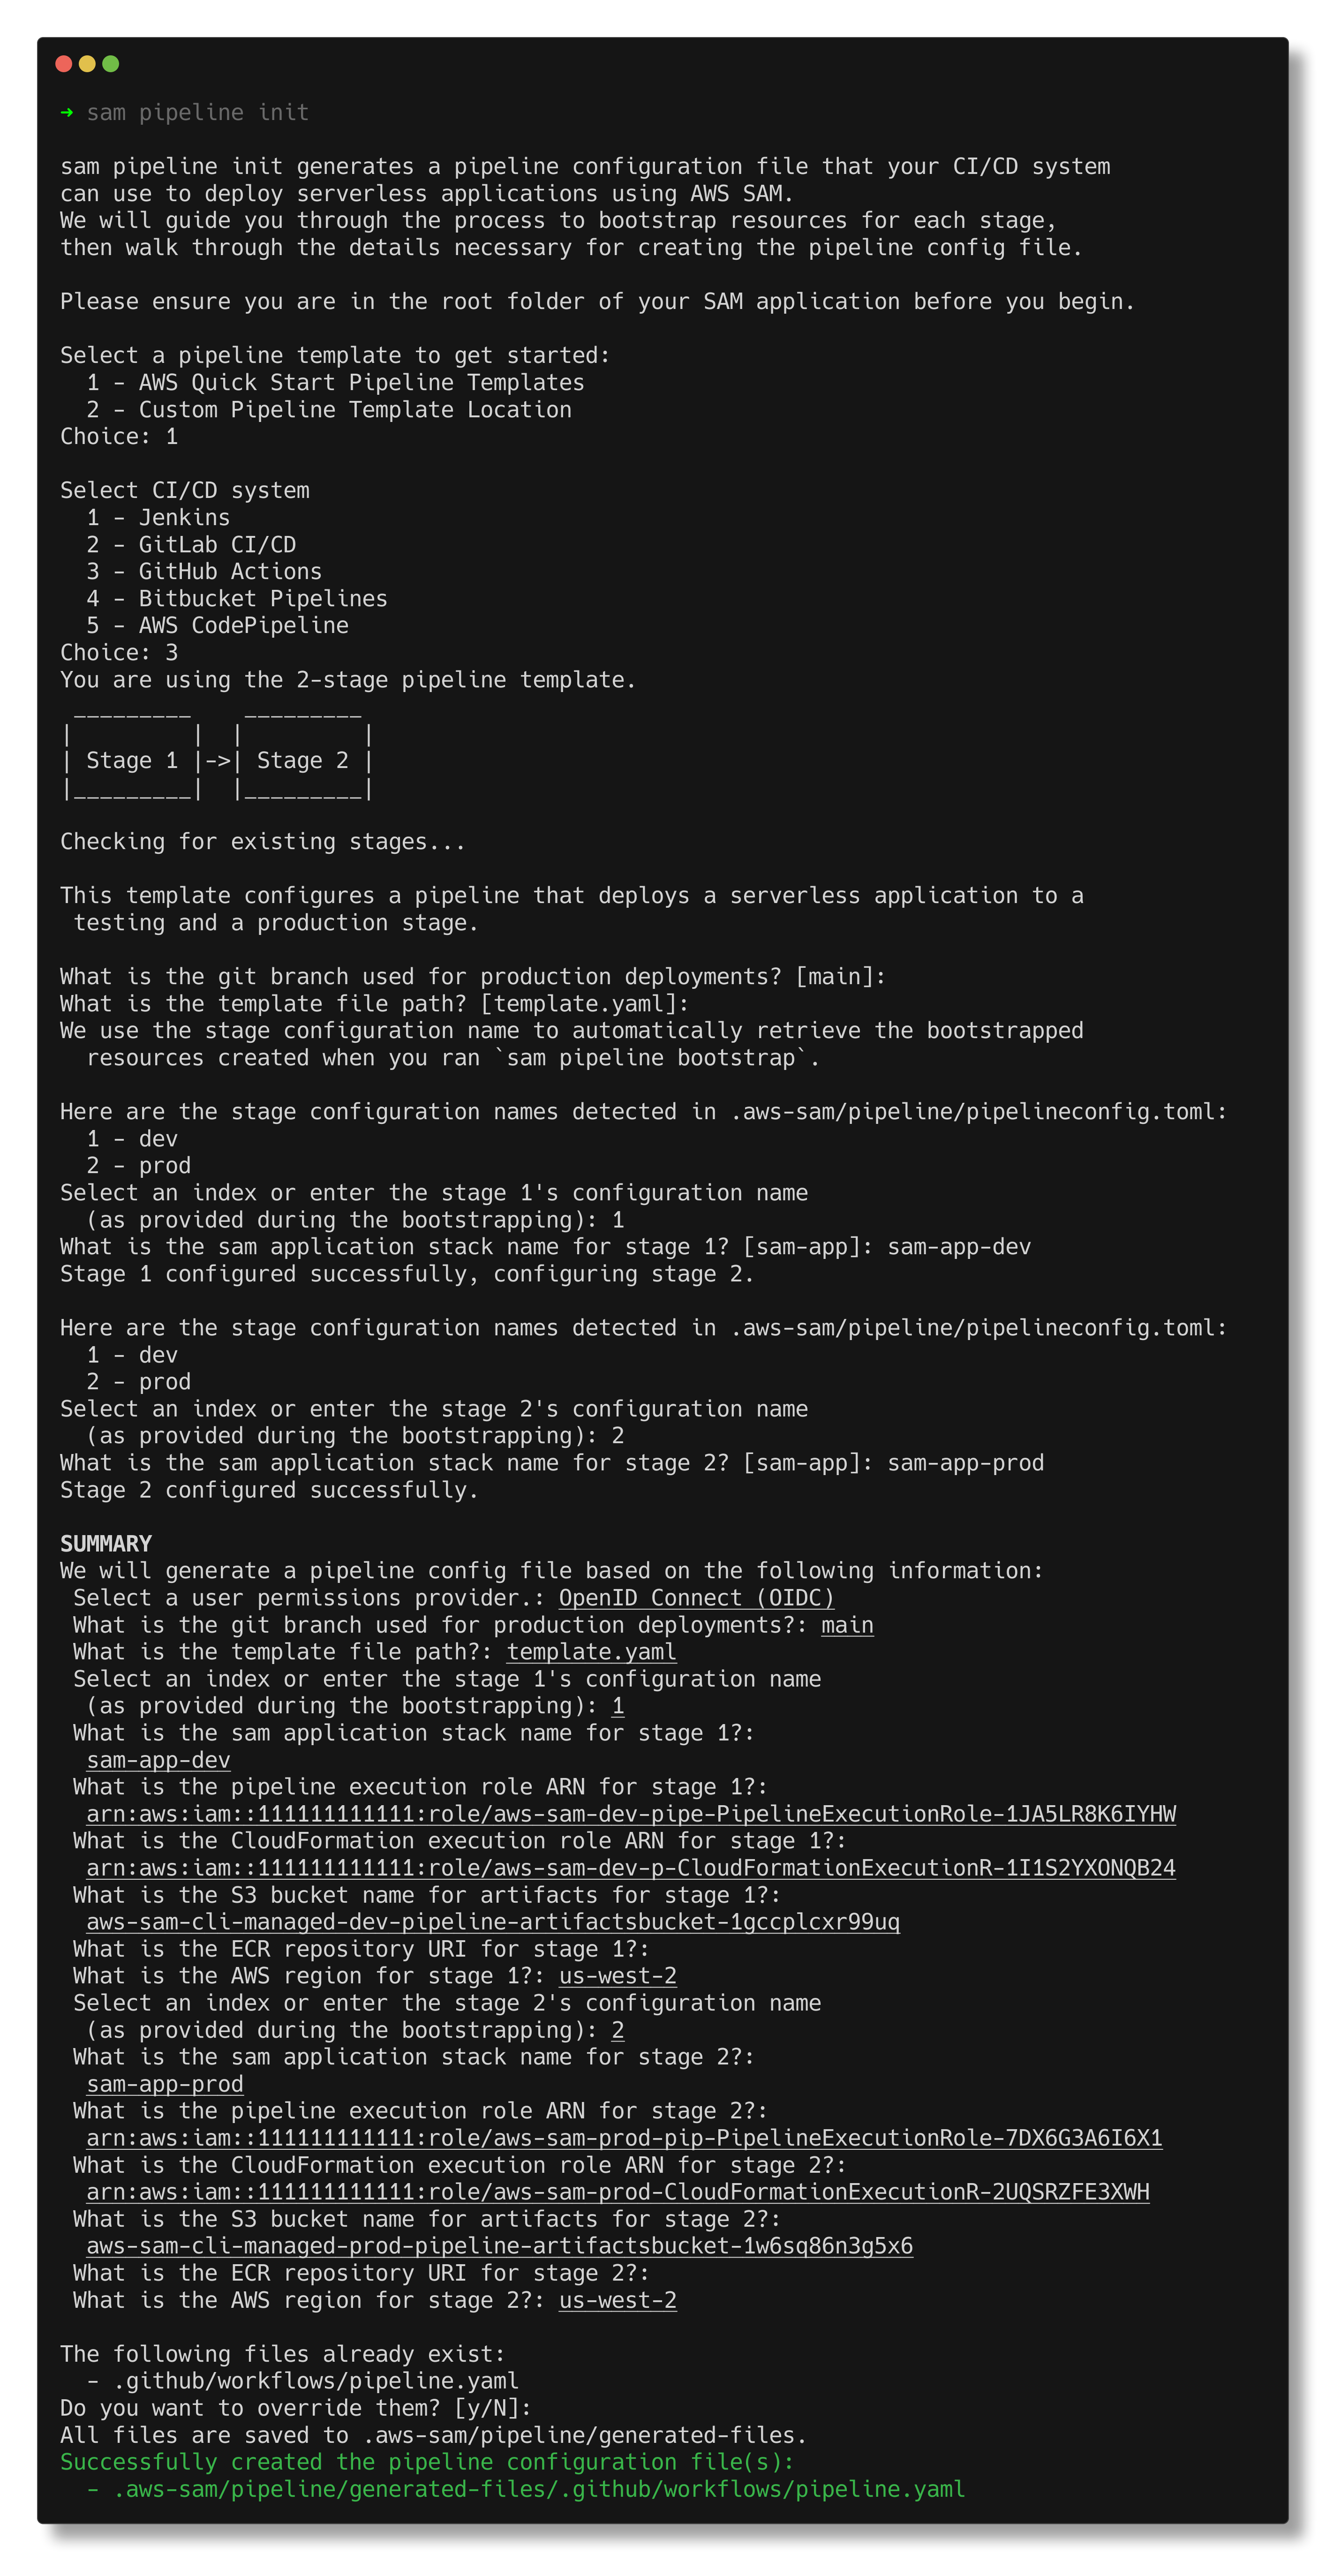 ➜ sam pipeline init
sam pipeline init generates a pipeline configuration file that your CI/CD system
can use to deploy serverless applications using AWS SAM.
We will guide you through the process to bootstrap resources for each stage,
then walk through the details necessary for creating the pipeline config file.
Please ensure you are in the root folder of your SAM application before you begin.
Select a pipeline template to get started:
1 - AWS Quick Start Pipeline Templates
2 - Custom Pipeline Template Location
Choice: 1
Select CI/CD system
1 - Jenkins
2 - GitLab CI/CD
3 - GitHub Actions
4 - Bitbucket Pipelines
5 - AWS CodePipeline
Choice: 3
You are using the 2-stage pipeline template.
 _________    _________
|         |  |         |
| Stage 1 |->| Stage 2 |
|_________|  |_________|
Checking for existing stages...
This template configures a pipeline that deploys a serverless application to a
testing and a production stage.
What is the git branch used for production deployments? [main]:
What is the template file path? [template.yaml]:
We use the stage configuration name to automatically retrieve the bootstrapped
resources created when you ran `sam pipeline bootstrap`.
Here are the stage configuration names detected in .aws-sam/pipeline/pipelineconfig.toml:
1 - dev
2 - prod
Select an index or enter the stage 1's configuration name
(as provided during the bootstrapping): 1
What is the sam application stack name for stage 1? [sam-app]: sam-app-dev
Stage 1 configured successfully, configuring stage 2.
Here are the stage configuration names detected in .aws-sam/pipeline/pipelineconfig.toml:
1 - dev
2 - prod
Select an index or enter the stage 2's configuration name
(as provided during the bootstrapping): 2
What is the sam application stack name for stage 2? [sam-app]: sam-app-prod
Stage 2 configured successfully.
SUMMARY
We will generate a pipeline config file based on the following information:
Select a user permissions provider.: OpenID Connect (OIDC)
What is the git branch used for production deployments?: main
What is the template file path?: template.yaml
Select an index or enter the stage 1's configuration name
(as provided during the bootstrapping): 1
What is the sam application stack name for stage 1?:
sam-app-dev
What is the pipeline execution role ARN for stage 1?:
arn:aws:iam::111111111111:role/aws-sam-dev-pipe-PipelineExecutionRole-1JA5LR8K6IYHW
What is the CloudFormation execution role ARN for stage 1?:
arn:aws:iam::111111111111:role/aws-sam-dev-p-CloudFormationExecutionR-1I1S2YXONQB24
What is the S3 bucket name for artifacts for stage 1?:
aws-sam-cli-managed-dev-pipeline-artifactsbucket-1gccplcxr99uq
What is the ECR repository URI for stage 1?:
What is the AWS region for stage 1?: us-west-2
Select an index or enter the stage 2's configuration name
(as provided during the bootstrapping): 2
What is the sam application stack name for stage 2?:
sam-app-prod
What is the pipeline execution role ARN for stage 2?:
arn:aws:iam::111111111111:role/aws-sam-prod-pip-PipelineExecutionRole-7DX6G3A6I6X1
What is the CloudFormation execution role ARN for stage 2?:
arn:aws:iam::111111111111:role/aws-sam-prod-CloudFormationExecutionR-2UQSRZFE3XWH
What is the S3 bucket name for artifacts for stage 2?:
aws-sam-cli-managed-prod-pipeline-artifactsbucket-1w6sq86n3g5x6
What is the ECR repository URI for stage 2?:
What is the AWS region for stage 2?: us-west-2
The following files already exist:
- .github/workflows/pipeline.yaml
Do you want to override them? [y/N]:
All files are saved to .aws-sam/pipeline/generated-files.
Successfully created the pipeline configuration file(s):
- .aws-sam/pipeline/generated-files/.github/workflows/pipeline.yaml